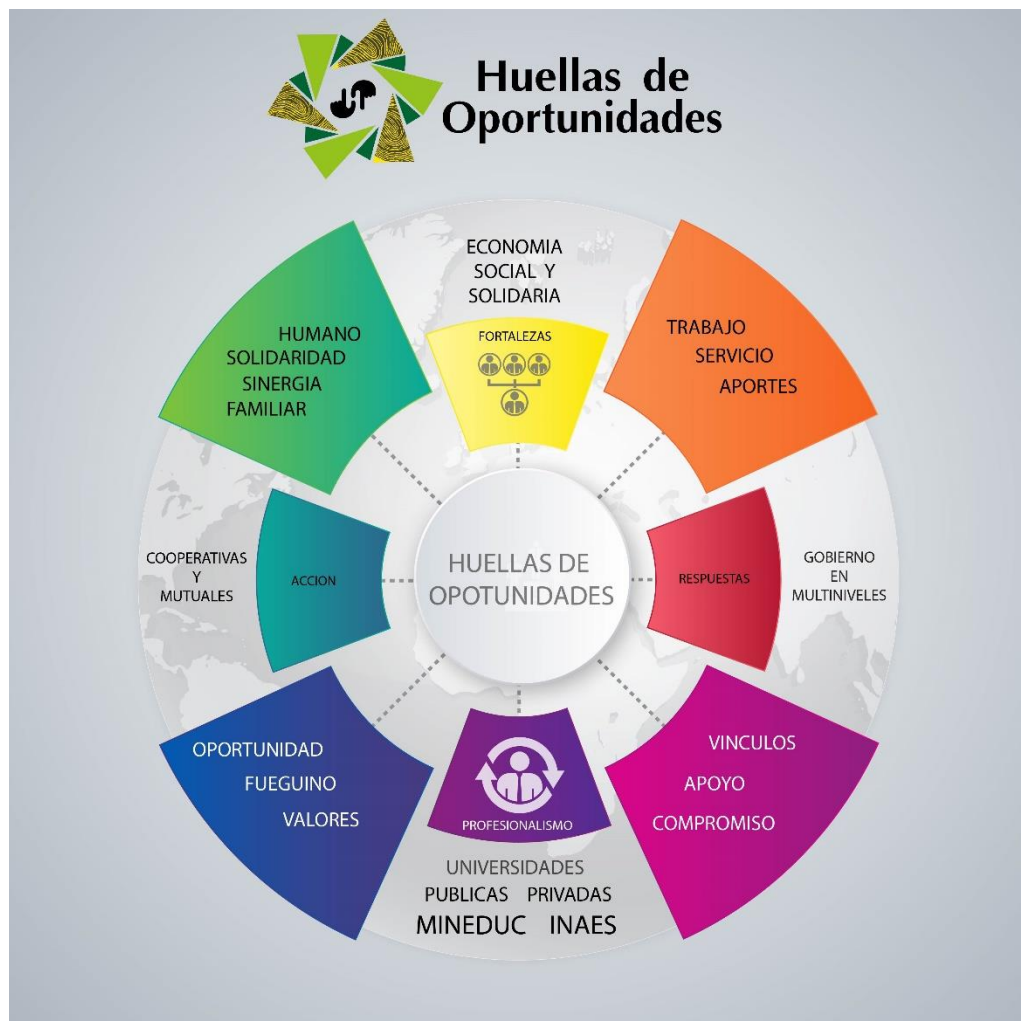 Huellas de
Oportunidades
ECONOMIA
SOCIAL Y
SOLIDARIA
FORTALEZAS
HUMANO
SOLIDARIDAD
SINERGIA
FAMILIAR
TRABAJO
SERVICIO
APORTES
COOPERATIVAS
Y
MUTUALES
ACCION
HUELLAS DE
OPOTUNIDADES
RESPUESTAS
GOBIERNO
EN
MULTINIVELES
OPORTUNIDAD
FUEGUINO
VALORES
PROFESIONALISMO
UNIVERSIDADES
PUBLICAS PRIVADAS
MINEDUC INAES
VINCULOS
APOYO
COMPROMISO